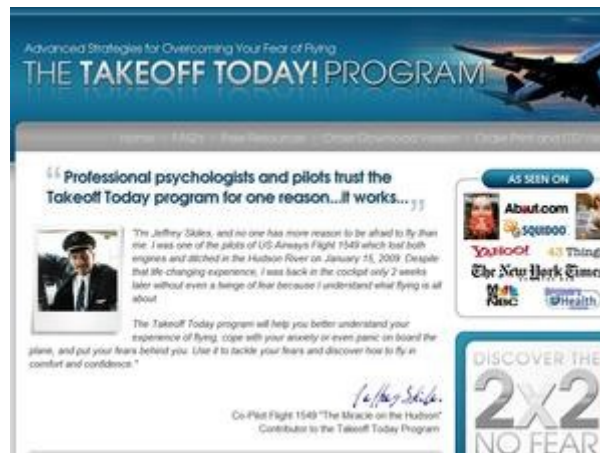 Advanced Strategies for Overcoming Your Fear of Flying
THE TAKEOFF TODAY! PROGRAM
Home FAQ's Free Resources Order Download Version Order Print and CD
“ Professional psychologists and pilots trust the
Takeoff Today program for one reason...it works... ”
"I'm Jeffrey Skiles, and no one has more reason to be afraid to fly than
me. I was one of the pilots of US Airways Flight 1549 which lost both
engines and ditched in the Hudson River on January 15, 2009. Despite
that life-changing experience, I was back in the cockpit only 2 weeks
later without even a twinge of fear because I understand what flying is all
about
The Takeoff Today program will help you better understand your
experience of flying, cope with your anxiety or even panic on board the
plane, and put your fears behind you. Use it to tackle your fears and discover how to fly in
comfort and confidence."
Jeffrey Skiles
Co-Pilot Flight 1549 "The Miracle on the Hudson"
Contributor to the Takeoff Today Program
AS SEEN ON
About.com
SQUIDOO
YAHOO! 43 Thing
The New York Times
MSNBC
Health
DISCOVER THE
2x2
NO FEAR